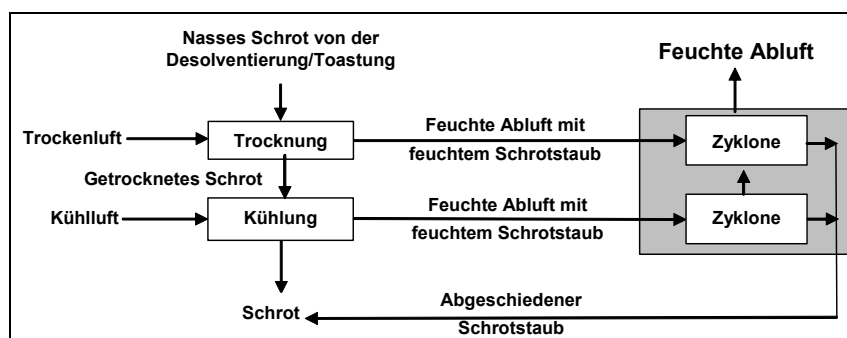 Nasses Schrot von der
Desolventierung/Toastung
Feuchte Abluft
Trockenluft
Trocknung
Feuchte Abluft mit
feuchtem Schrotstaub
Zyklone
Getrocknetes Schrot
Kühlluft
Kühlung
Feuchte Abluft mit
feuchtem Schrotstaub
Zyklone
Schrot
Abgeschiedener
Schrotstaub